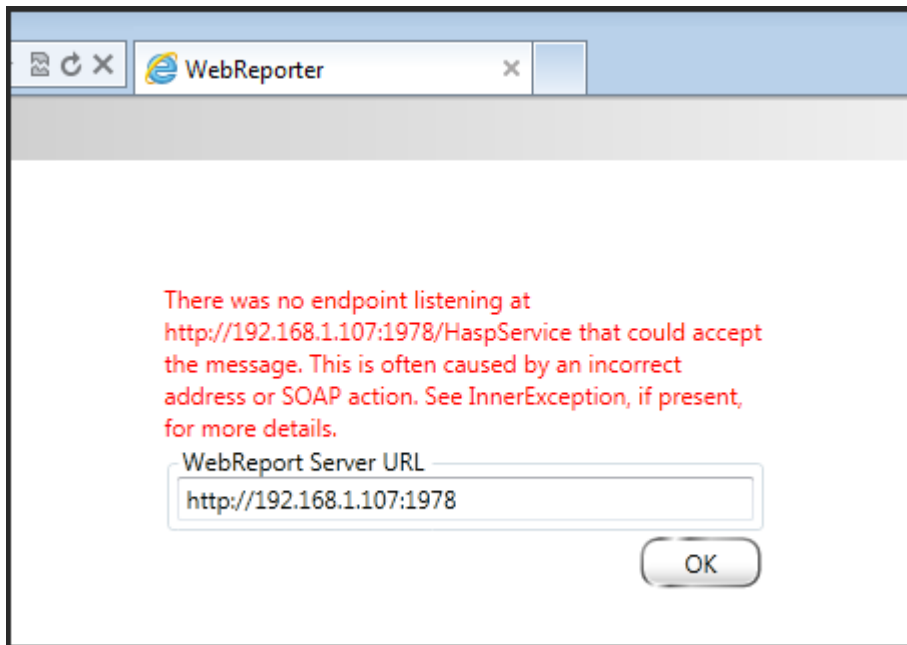 WebReporter
There was no endpoint listening at
http://192.168.1.107:1978/HaspService that could accept
the message. This is often caused by an incorrect
address or SOAP action. See InnerException, if present,
for more details.
WebReport Server URL
http://192.168.1.107:1978
OK